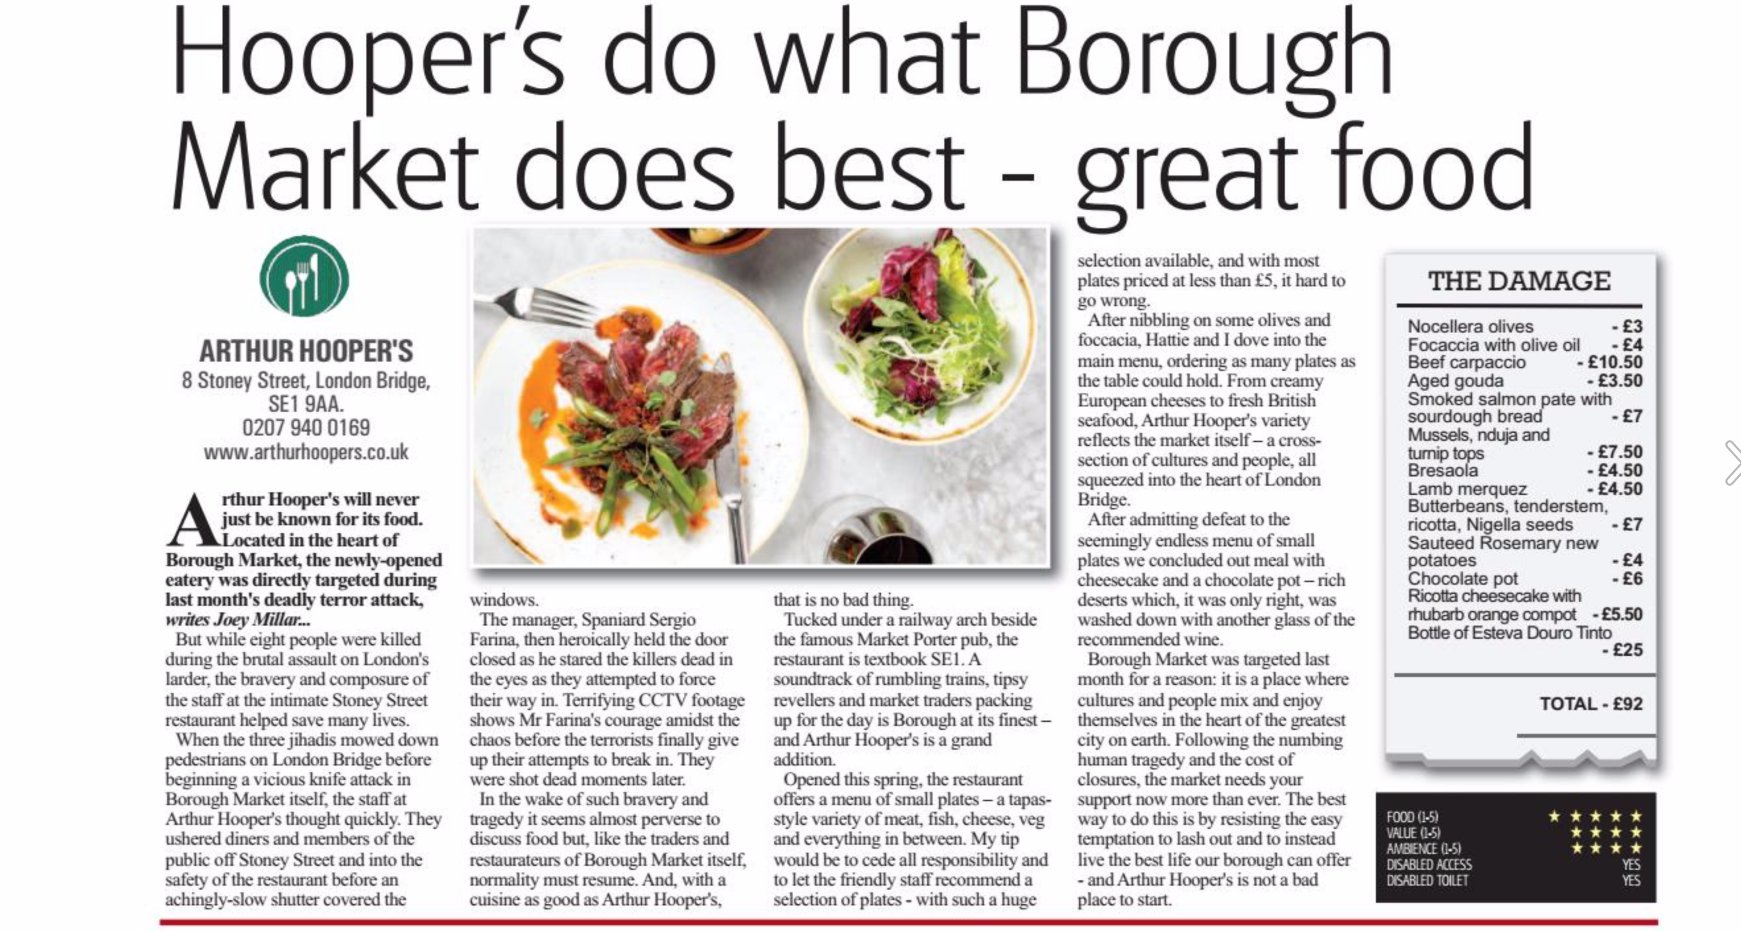 Hooper's do what Borough
Market does best - great food
ARTHUR HOOPER'S
8 Stoney Street, London Bridge,
SE1 9AA.
0207 940 0169
www.arthurhoopers.co.uk
Arthur Hooper's will never
just be known for its food.
Located in the heart of
Borough Market, the newly-opened
eatery was directly targeted during
last month's deadly terror attack,
writes Joey Millar...
But while eight people were killed
during the brutal assault on London's
larder, the bravery and composure of
the staff at the intimate Stoney Street
restaurant helped save many lives.
When the three jihadis mowed down
pedestrians on London Bridge before
beginning a vicious knife attack in
Borough Market itself, the staff at
Arthur Hooper's thought quickly. They
ushered diners and members of the
public off Stoney Street and into the
safety of the restaurant before an
achingly-slow shutter covered the
windows.
The manager, Spaniard Sergio
Farina, then heroically held the door
closed as he stared the killers dead in
the eyes as they attempted to force
their way in. Terrifying CCTV footage
shows Mr Farina's courage amidst the
chaos before the terrorists finally give
up their attempts to break in. They
were shot dead moments later.
In the wake of such bravery and
tragedy it seems almost perverse to
discuss food but, like the traders and
restaurateurs of Borough Market itself,
normality must resume. And, with a
cuisine as good as Arthur Hooper's,
that is no bad thing.
Tucked under a railway arch beside
the famous Market Porter pub, the
restaurant is textbook SE1. A
soundtrack of rumbling trains, tipsy
revellers and market traders packing
up for the day is Borough at its finest –
and Arthur Hooper's is a grand
addition.
Opened this spring, the restaurant
offers a menu of small plates – a tapas-
style variety of meat, fish, cheese, veg
and everything in between. My tip
would be to cede all responsibility and
to let the friendly staff recommend a
selection of plates - with such a huge
selection available, and with most
plates priced at less than £5, it hard to
go wrong.
After nibbling on some olives and
foccacia, Hattie and I dove into the
main menu, ordering as many plates as
the table could hold. From creamy
European cheeses to fresh British
seafood, Arthur Hooper's variety
reflects the market itself – a cross-
section of cultures and people, all
squeezed into the heart of London
Bridge.
After admitting defeat to the
seemingly endless menu of small
plates we concluded out meal with
cheesecake and a chocolate pot – rich
deserts which, it was only right, was
washed down with another glass of the
recommended wine.
Borough Market was targeted last
month for a reason: it is a place where
cultures and people mix and enjoy
themselves in the heart of the greatest
city on earth. Following the numbing
human tragedy and the cost of
closures, the market needs your
support now more than ever. The best
way to do this is by resisting the easy
temptation to lash out and to instead
live the best life our borough can offer
- and Arthur Hooper's is not a bad
place to start.
THE DAMAGE
Nocellera olives - £3
Focaccia with olive oil - £4
Beef carpaccio - £10.50
Aged gouda - £3.50
Smoked salmon pate with
sourdough bread - £7
Mussels, nduja and
turnip tops - £7.50
Bresaola - £4.50
Lamb merquez - £4.50
Butterbeans, tenderstem,
ricotta, Nigella seeds - £7
Sauteed Rosemary new
potatoes - £4
Chocolate pot - £6
Ricotta cheesecake with
rhubarb orange compot - £5.50
Bottle of Esteva Douro Tinto
- £25
TOTAL - £92
FOOD (1-5) ★ ★ ★ ★ ★
VALUE (1-5) ★ ★ ★ ★
AMBIENCE (1-5) ★ ★ ★ ★
DISABLED ACCESS YES
DISABLED TOILET YES